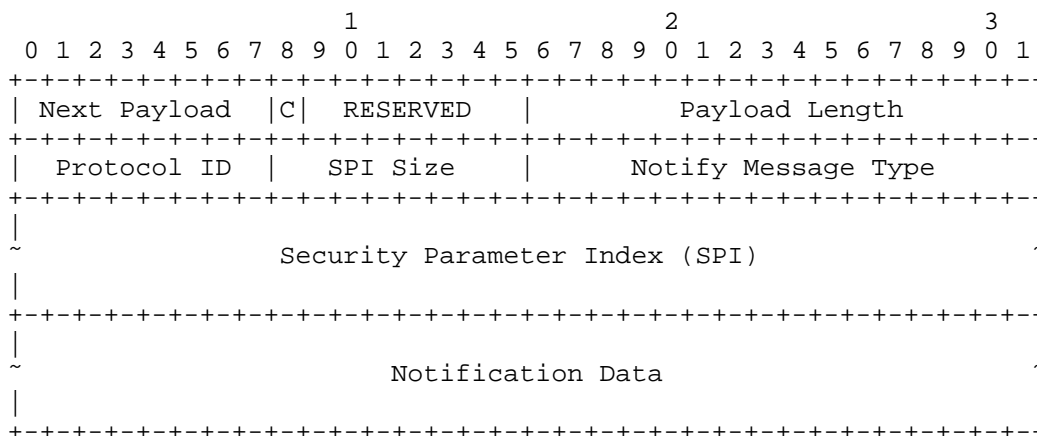 1                   2                   3
 0 1 2 3 4 5 6 7 8 9 0 1 2 3 4 5 6 7 8 9 0 1 2 3 4 5 6 7 8 9 0 1
+-+-+-+-+-+-+-+-+-+-+-+-+-+-+-+-+-+-+-+-+-+-+-+-+-+-+-+-+-+-+-+--
| Next Payload  |C|  RESERVED   |         Payload Length
+-+-+-+-+-+-+-+-+-+-+-+-+-+-+-+-+-+-+-+-+-+-+-+-+-+-+-+-+-+-+-+--
|  Protocol ID  |   SPI Size    |      Notify Message Type
+-+-+-+-+-+-+-+-+-+-+-+-+-+-+-+-+-+-+-+-+-+-+-+-+-+-+-+-+-+-+-+--
|
~                Security Parameter Index (SPI)                 ~
|
+-+-+-+-+-+-+-+-+-+-+-+-+-+-+-+-+-+-+-+-+-+-+-+-+-+-+-+-+-+-+-+--
|
~                       Notification Data                       ~
|
+-+-+-+-+-+-+-+-+-+-+-+-+-+-+-+-+-+-+-+-+-+-+-+-+-+-+-+-+-+-+-+--